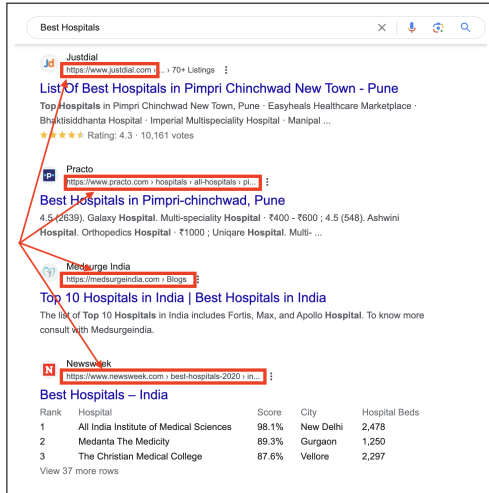 Best Hospitals
Jd
Justdial
https://www.justdial.com › ... › 70+ Listings
List Of Best Hospitals in Pimpri Chinchwad New Town - Pune
Top Hospitals in Pimpri Chinchwad New Town, Pune · Easyheals Healthcare Marketplace ·
Bhaktisiddhanta Hospital · Imperial Multispeciality Hospital · Manipal ...
Rating: 4.3 · 10,161 votes
-p-
Practo
https://www.practo.com › hospitals › all-hospitals › pi...
Best Hospitals in Pimpri-chinchwad, Pune
4.5 (2639). Galaxy Hospital. Multi-speciality Hospital · ₹400 - ₹600 ; 4.5 (548). Ashwini
Hospital. Orthopedics Hospital · ₹1000 ; Uniqare Hospital. Multi- ...
Medsurge India
https://medsurgeindia.com › Blogs
Top 10 Hospitals in India | Best Hospitals in India
The list of Top 10 Hospitals in India includes Fortis, Max, and Apollo Hospital. To know more
consult with Medsurgeindia.
N
Newsweek
https://www.newsweek.com › best-hospitals-2020 › in...
Best Hospitals – India
Rank Hospital Score City Hospital Beds
1 All India Institute of Medical Sciences 98.1% New Delhi 2,478
2 Medanta The Medicity 89.3% Gurgaon 1,250
3 The Christian Medical College 87.6% Vellore 2,297
View 37 more rows